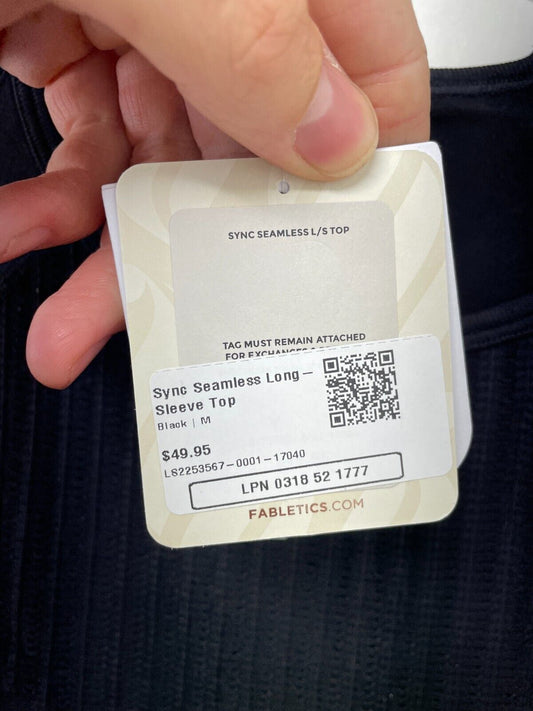 SYNC SEAMLESS L/S TOP
TAG MUST REMAIN ATTACHED
FOR EXCHANGES
Sync Seamless Long-
Sleeve Top
Black | M
$49.95
LS2253567-0001-17040
LPN 0318 52 1777
FABLETICS.COM